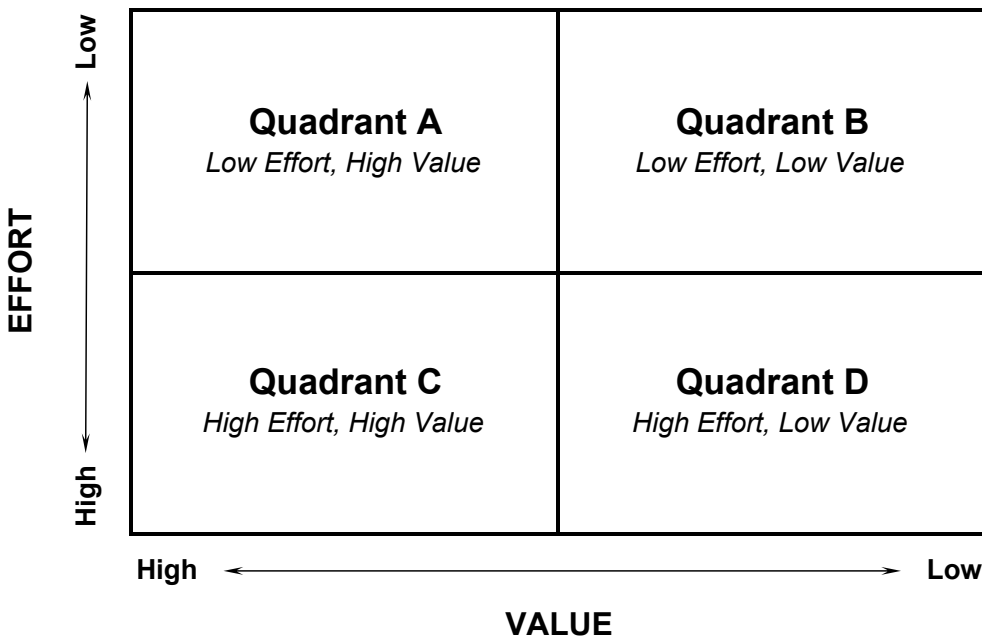 Low
Quadrant A
Low Effort, High Value
Quadrant B
Low Effort, Low Value
EFFORT
Quadrant C
High Effort, High Value
Quadrant D
High Effort, Low Value
High
High
Low
VALUE